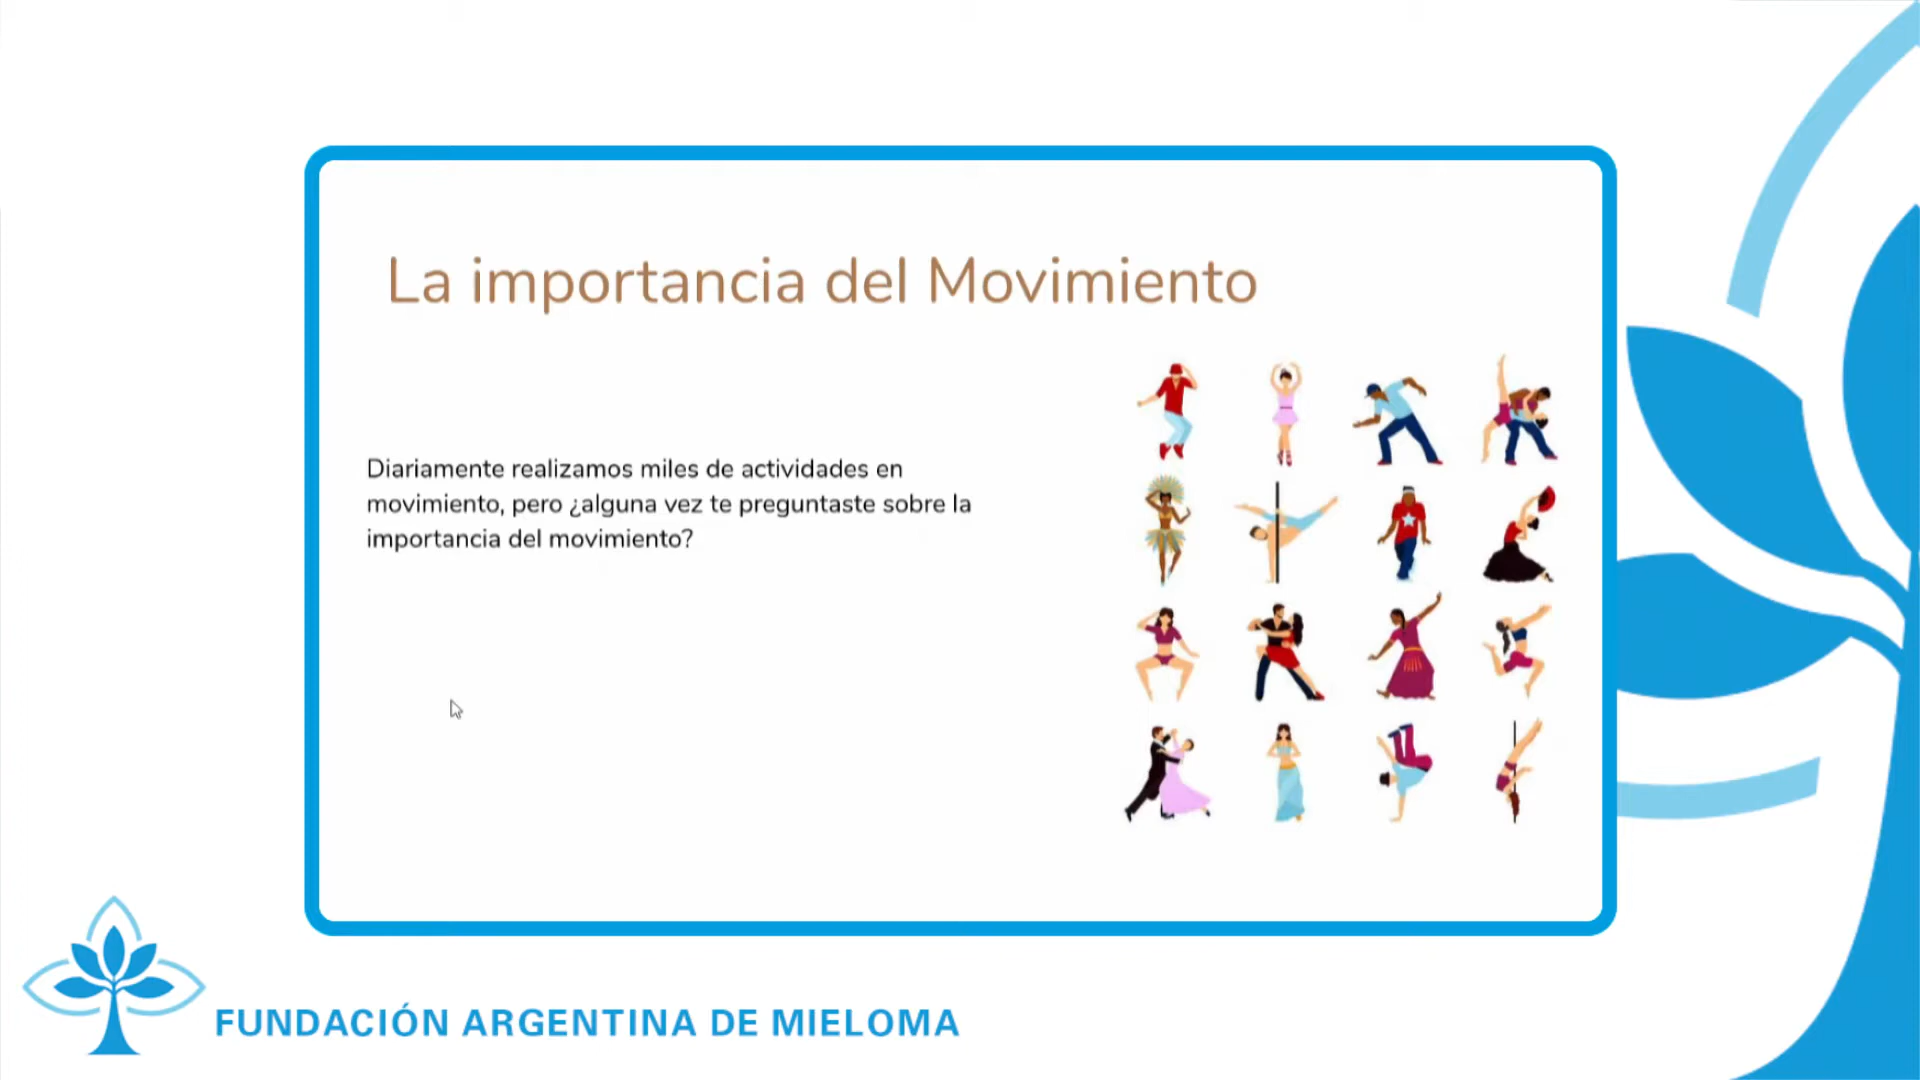 La importancia del Movimiento
Diariamente realizamos miles de actividades en
movimiento, pero ¿alguna vez te preguntaste sobre la
importancia del movimiento?
FUNDACIÓN ARGENTINA DE MIELOMA